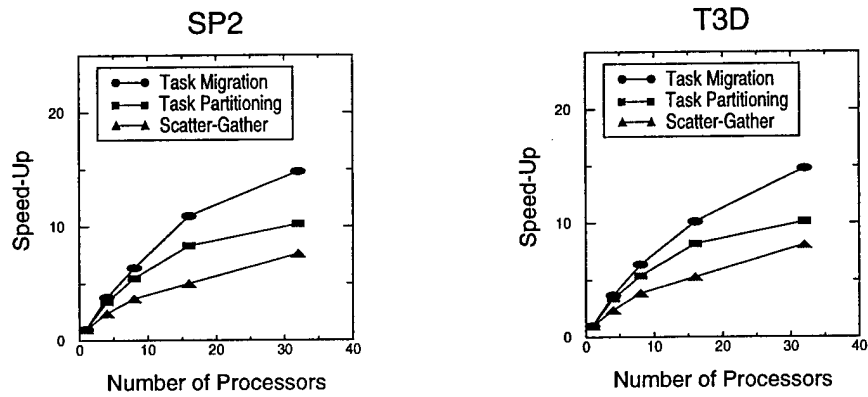 SP2
Task Migration
Task Partitioning
Scatter-Gather
Speed-Up
20
10
0
0 10 20 30 40
Number of Processors
T3D
Task Migration
Task Partitioning
Scatter-Gather
Speed-Up
20
10
0
0 10 20 30 40
Number of Processors